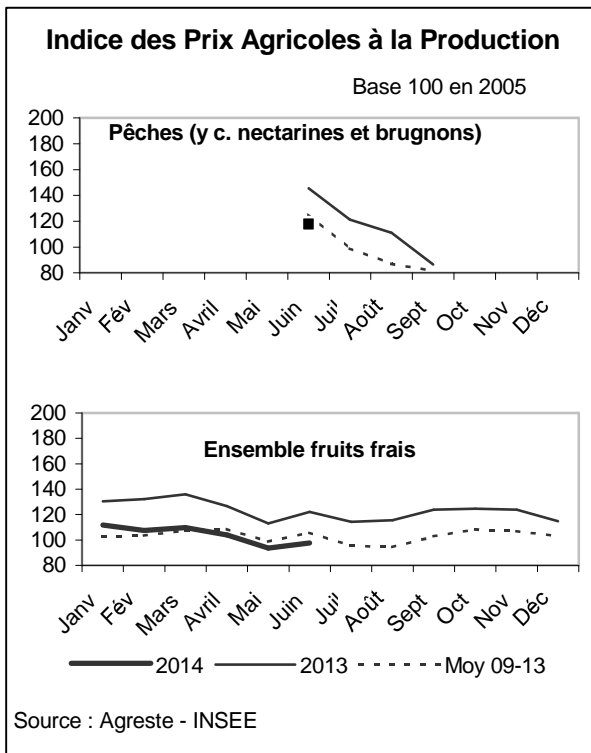 Indice des Prix Agricoles à la Production
Base 100 en 2005
Pêches (y c. nectarines et brugnons)
200
180
160
140
120
100
80
Janv
Fév
Mars
Avril
Mai
Juin
Juil
Août
Sept
Oct
Nov
Déc
Ensemble fruits frais
200
180
160
140
120
100
80
Janv
Fév
Mars
Avril
Mai
Juin
Juil
Août
Sept
Oct
Nov
Déc
2014 2013 Moy 09-13
Source : Agreste - INSEE